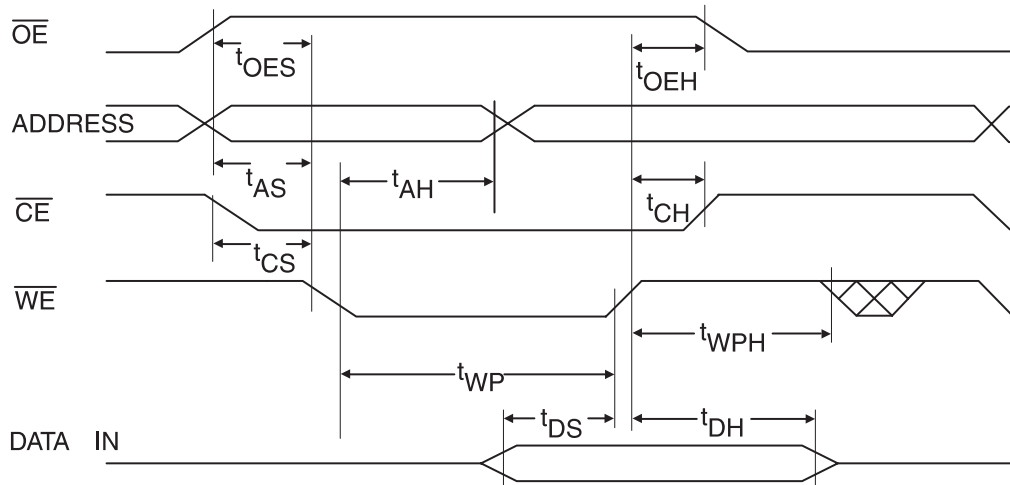 OE
tOES
tOEH
ADDRESS
tAS
tAH
CE
tCH
tCS
WE
tWPH
tWP
tDS
tDH
DATA IN